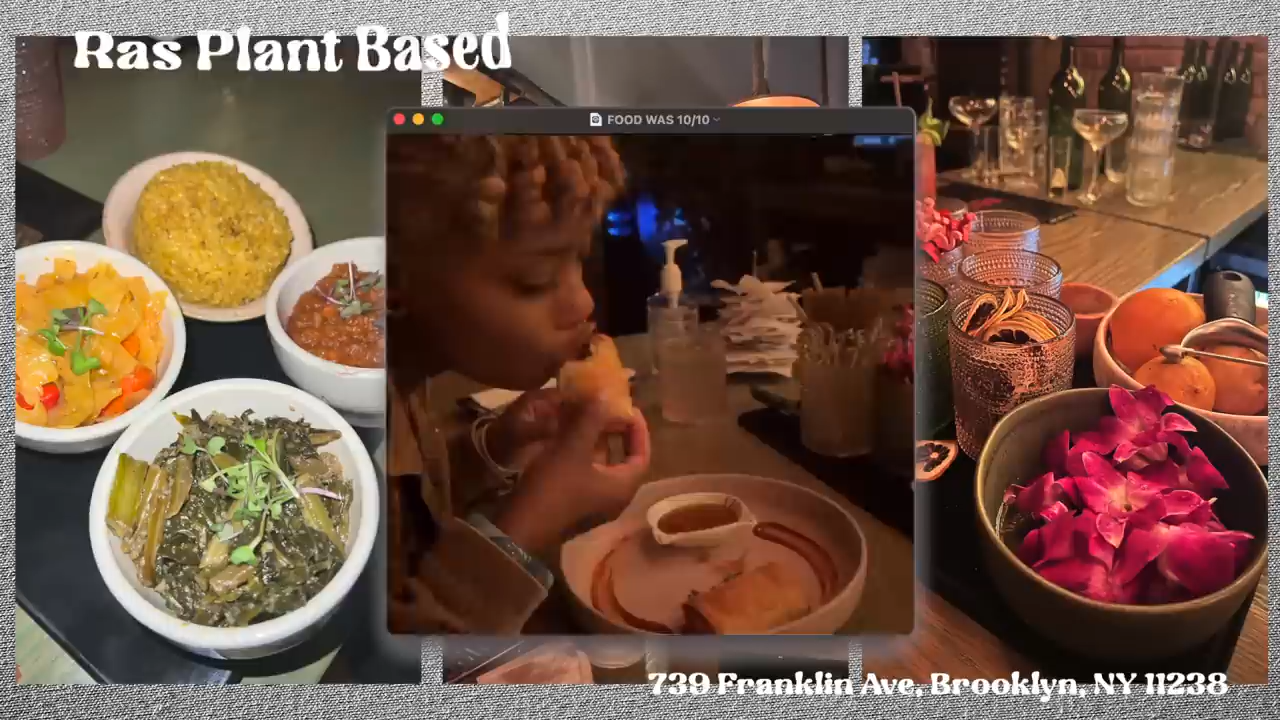 Ras Plant Based
FOOD WAS 10/10
739 Franklin Ave, Brooklyn, NY 11238